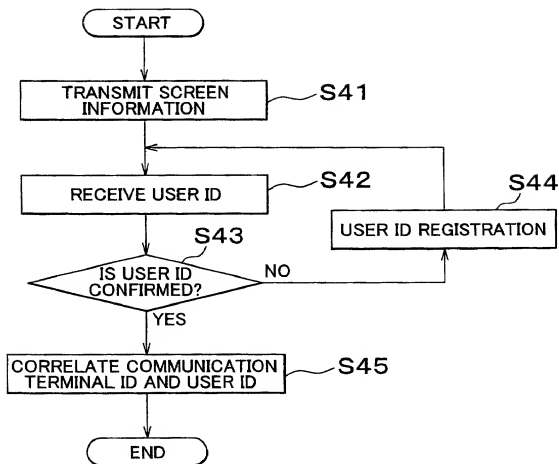 START
TRANSMIT SCREEN
INFORMATION
S41
RECEIVE USER ID
S42
S44
USER ID REGISTRATION
S43
IS USER ID
CONFIRMED?
NO
YES
CORRELATE COMMUNICATION
TERMINAL ID AND USER ID
S45
END